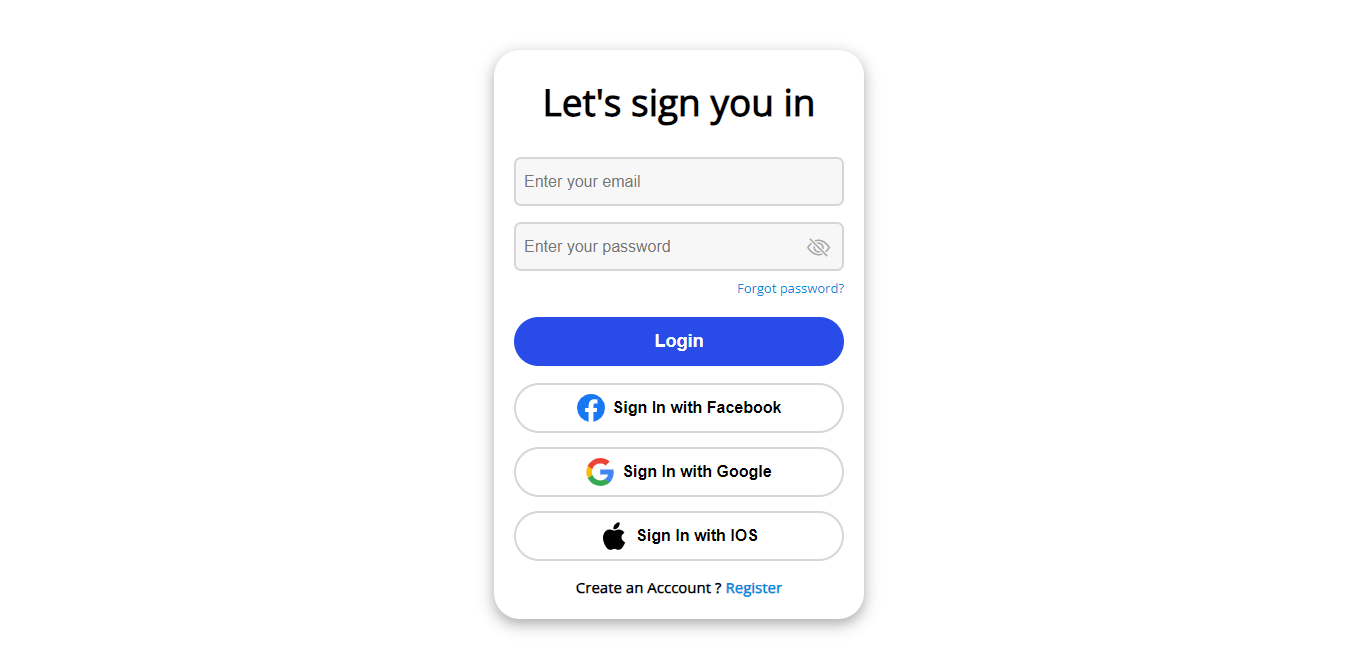 Let's sign you in
Enter your email
Enter your password
Forgot password?
Login
Sign In with Facebook
Sign In with Google
Sign In with IOS
Create an Acccount ? Register